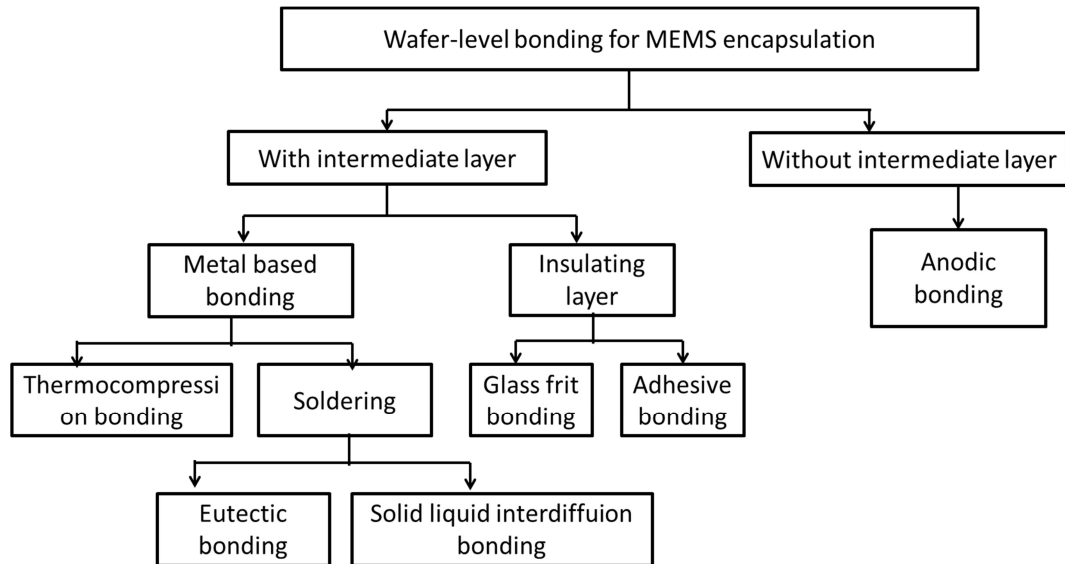 Wafer-level bonding for MEMS encapsulation
With intermediate layer
Without intermediate layer
Metal based
bonding
Insulating
layer
Anodic
bonding
Thermocompressi
on bonding
Soldering
Glass frit
bonding
Adhesive
bonding
Eutectic
bonding
Solid liquid interdiffuion
bonding